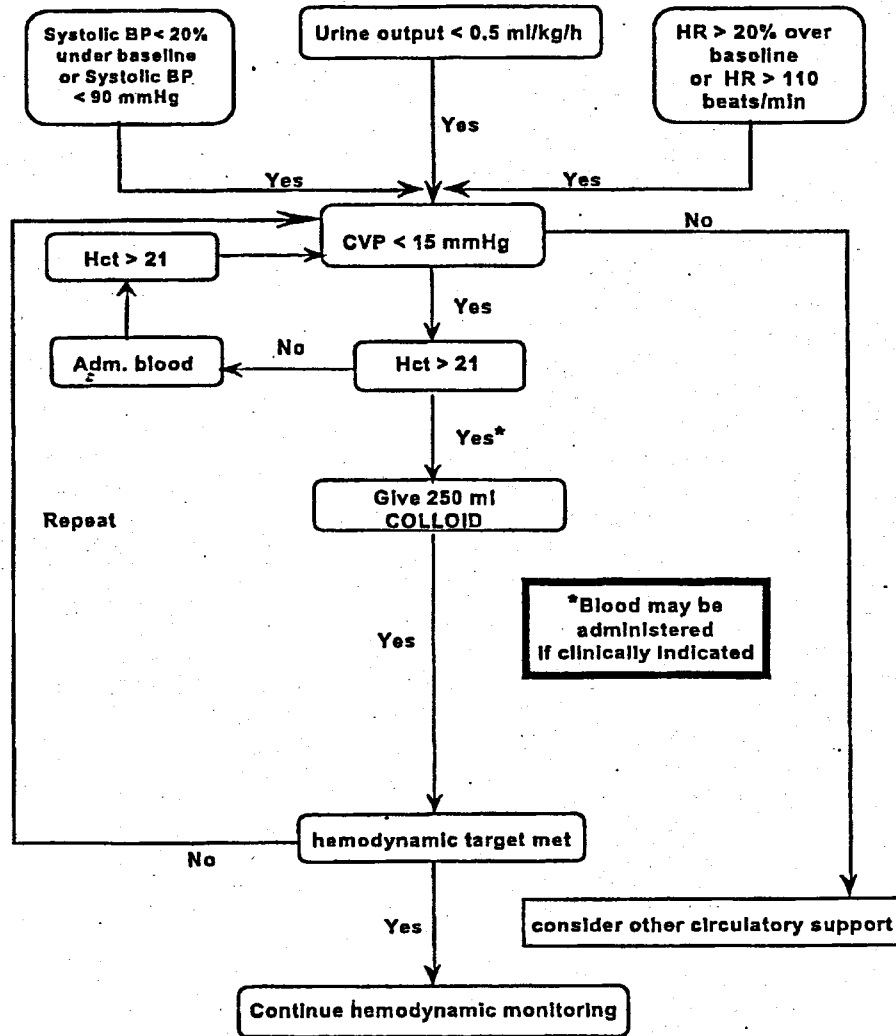 Systolic BP< 20%
under baseline
or Systolic BP
< 90 mmHg
Urine output < 0.5 ml/kg/h
HR > 20% over
basoline
or HR > 110
beats/min
Yes
Yes
Yes
CVP < 15 mmHg
No
Hct > 21
Yes
Adm. blood
No
Hct > 21
Yes*
Give 250 ml
COLLOID
Repeat
*Blood may be
administered
if clinically indicated
Yes
hemodynamic target met
No
Yes
consider other circulatory support
Continue hemodynamic monitoring